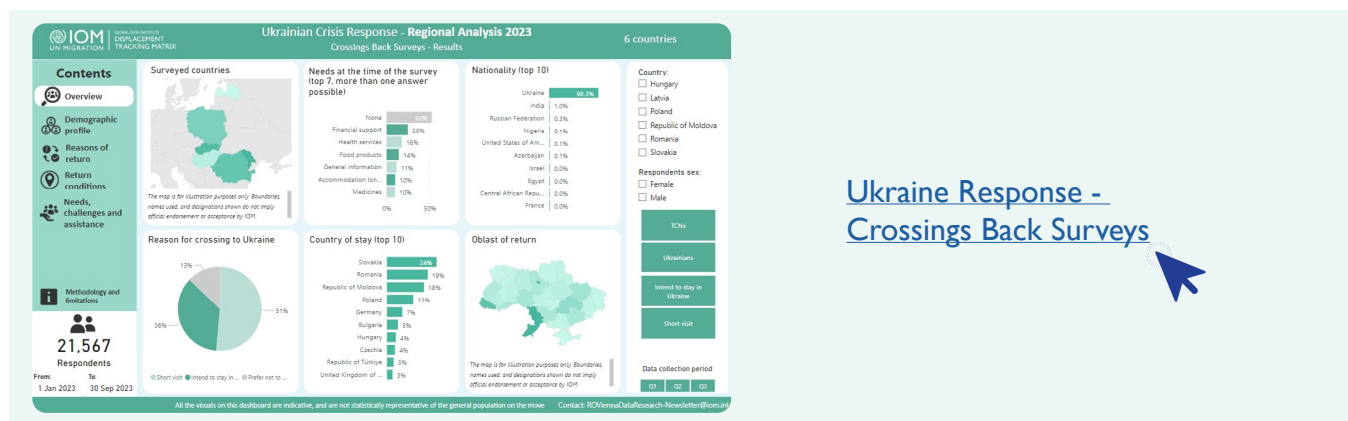 IOM
UN MIGRATION
GLOBAL DATA INSTITUTE
DISPLACEMENT
TRACKING MATRIX
Ukrainian Crisis Response – Regional Analysis 2023
Crossings Back Surveys - Results
6 countries
Contents
Overview
Demographic
profile
Reasons of
return
Return
conditions
Needs,
challenges and
assistance
Methodology and
limitations
21,567
Respondents
From: To:
1 Jan 2023 30 Sep 2023
Surveyed countries
The map is for illustration purposes only. Boundaries,
names used, and designations shown do not imply
official endorsement or acceptance by IOM.
Needs at the time of the survey
(top 7, more than one answer
possible)
None 52%
Financial support 25%
Health services 18%
Food products 14%
General information 11%
Accommodation lon... 10%
Medicines 10%
0% 50%
Nationality (top 10)
Ukraine 98.3%
India 1.0%
Russian Federation 0.3%
Nigeria 0.1%
United States of Am... 0.1%
Azerbaijan 0.1%
Israel 0.0%
Egypt 0.0%
Central African Repu... 0.0%
France 0.0%
Reason for crossing to Ukraine
13%
51%
36%
Short visit Intend to stay in ... Prefer not to ...
Country of stay (top 10)
Slovakia 24%
Romania 19%
Republic of Moldova 18%
Poland 13%
Germany 7%
Bulgaria 5%
Hungary 4%
Czechia 4%
Republic of Türkiye 3%
United Kingdom of ... 3%
Oblast of return
The map is for illustration purposes only. Boundaries,
names used, and designations shown do not imply
official endorsement or acceptance by IOM.
Country:
Hungary
Latvia
Poland
Republic of Moldova
Romania
Slovakia
Respondents sex:
Female
Male
TCNs
Ukrainians
Intend to stay in
Ukraine
Short visit
Data collection period
Q1 Q2 Q3
All the visuals on this dashboard are indicative, and are not statistically representative of the general population on the move Contact: ROViennaDataResearch-Newsletter@iom.int
Ukraine Response -
Crossings Back Surveys